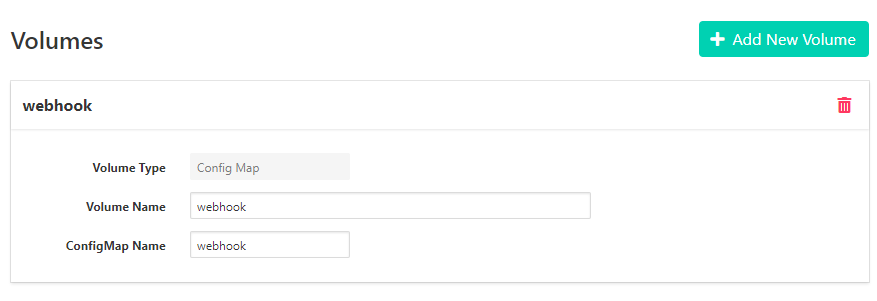 Volumes
Add New Volume
webhook
Volume Type Config Map
Volume Name webhook
ConfigMap Name webhook